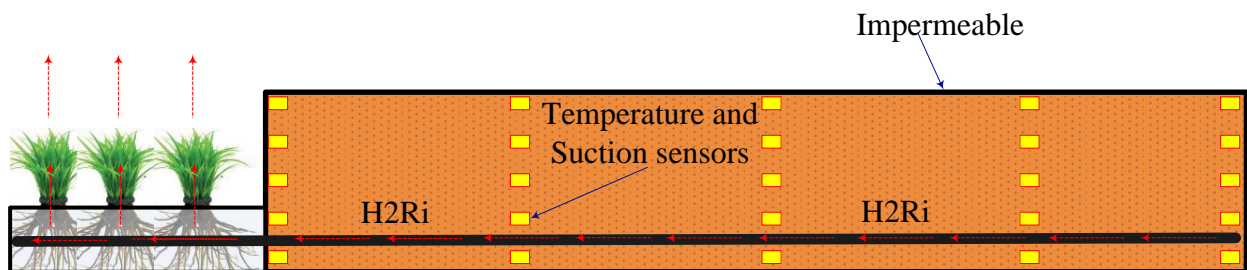 Impermeable
Temperature and
Suction sensors
H2Ri
H2Ri